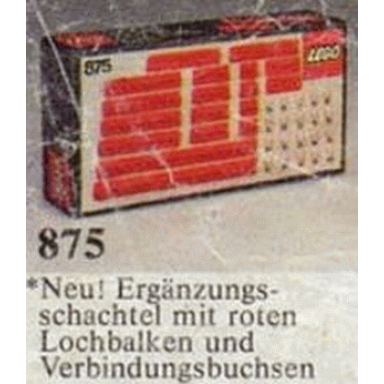 875
LEGO
875
*Neu! Ergänzungs-
schachtel mit roten
Lochbalken und
Verbindungsbuchsen